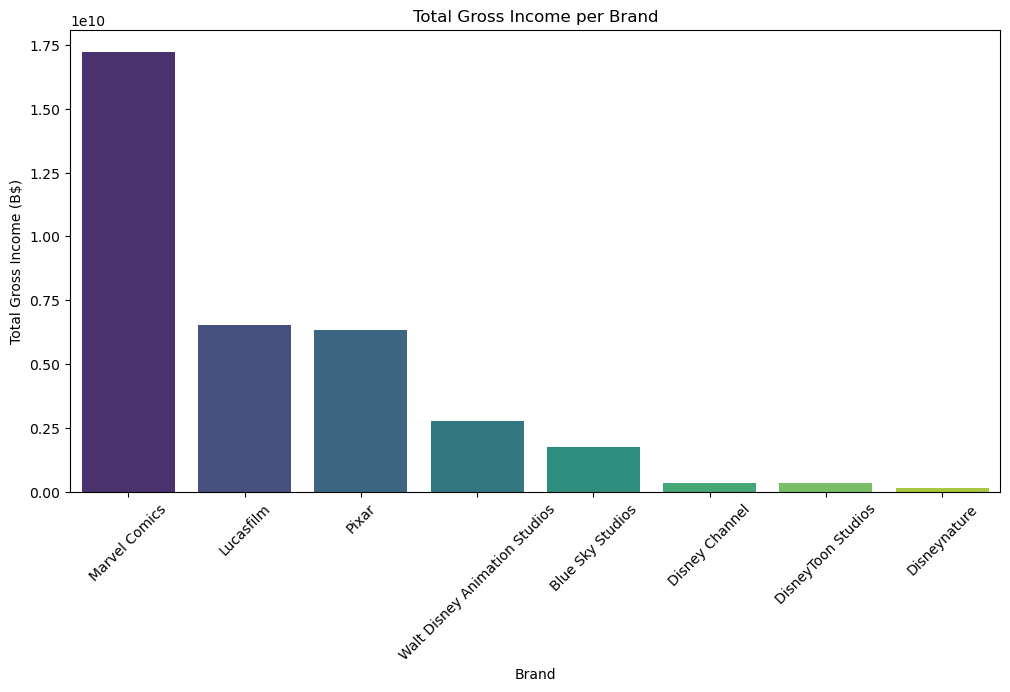 Total Gross Income per Brand
1e10
Total Gross Income (B$)
1.75
1.50
1.25
1.00
0.75
0.50
0.25
0.00
Marvel Comics
Lucasfilm
Pixar
Walt Disney Animation Studios
Blue Sky Studios
Disney Channel
DisneyToon Studios
Disneynature
Brand